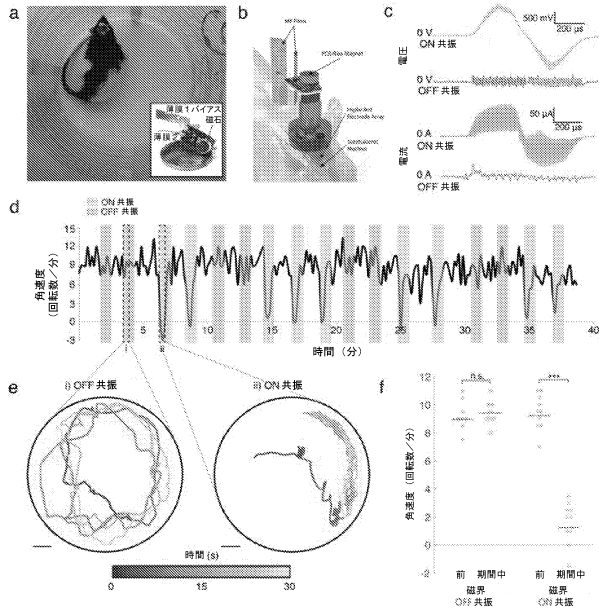 a
薄膜1
バイアス
磁石
薄膜2
b
ME Films
PCB Bias Magnet
Electrode Array
c
電圧
0 V
ON 共振
500 mV
200 μs
0 V
OFF 共振
電流
0 A
ON 共振
50 μA
200 μs
0 A
OFF 共振
d
ON 共振
OFF 共振
角速度
(回転数/分)
15
12
9
6
3
0
-3
5
10
15
20
25
30
35
40
時間 (分)
i
ii
e
i) OFF 共振
ii) ON 共振
時間 (s)
0
15
30
f
角速度 (回転数/分)
12
10
8
6
4
2
0
-2
n.s.
***
前 期間中
前 期間中
磁界
OFF 共振
磁界
ON 共振